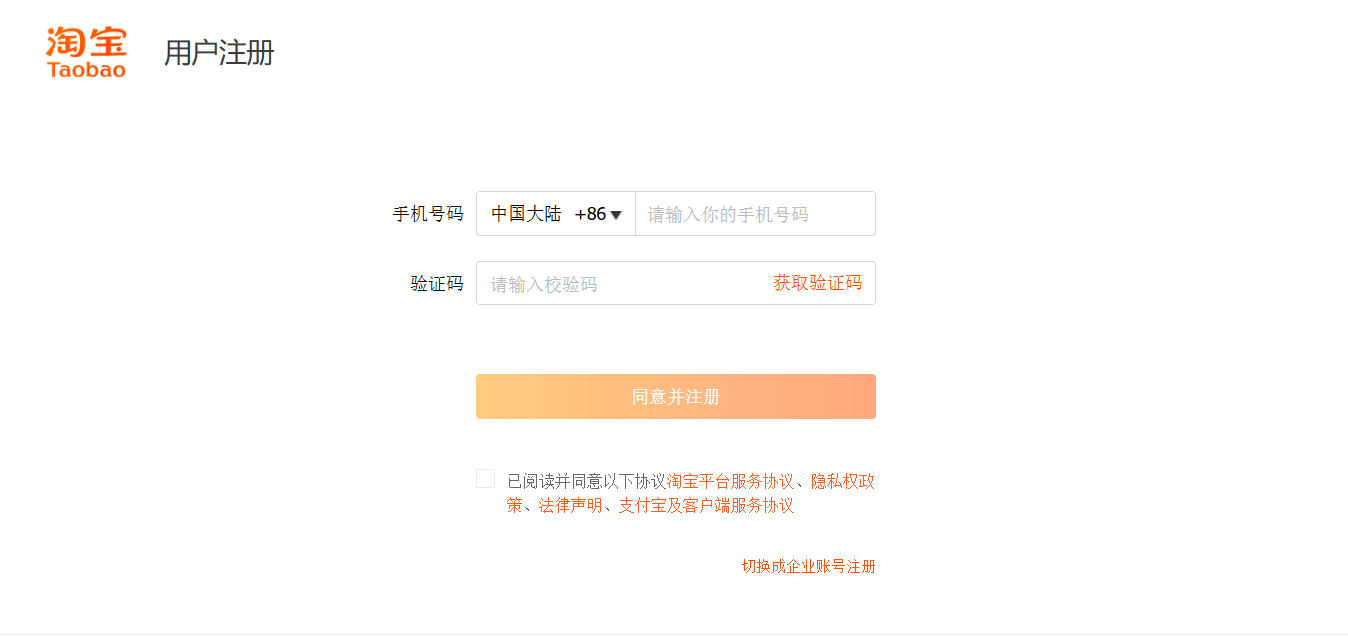 淘宝
Taobao
用户注册
手机号码 中国大陆 +86 请输入你的手机号码
验证码 请输入校验码 获取验证码
同意并注册
已阅读并同意以下协议淘宝平台服务协议、隐私权政
策、法律声明、支付宝及客户端服务协议
切换成企业账号注册